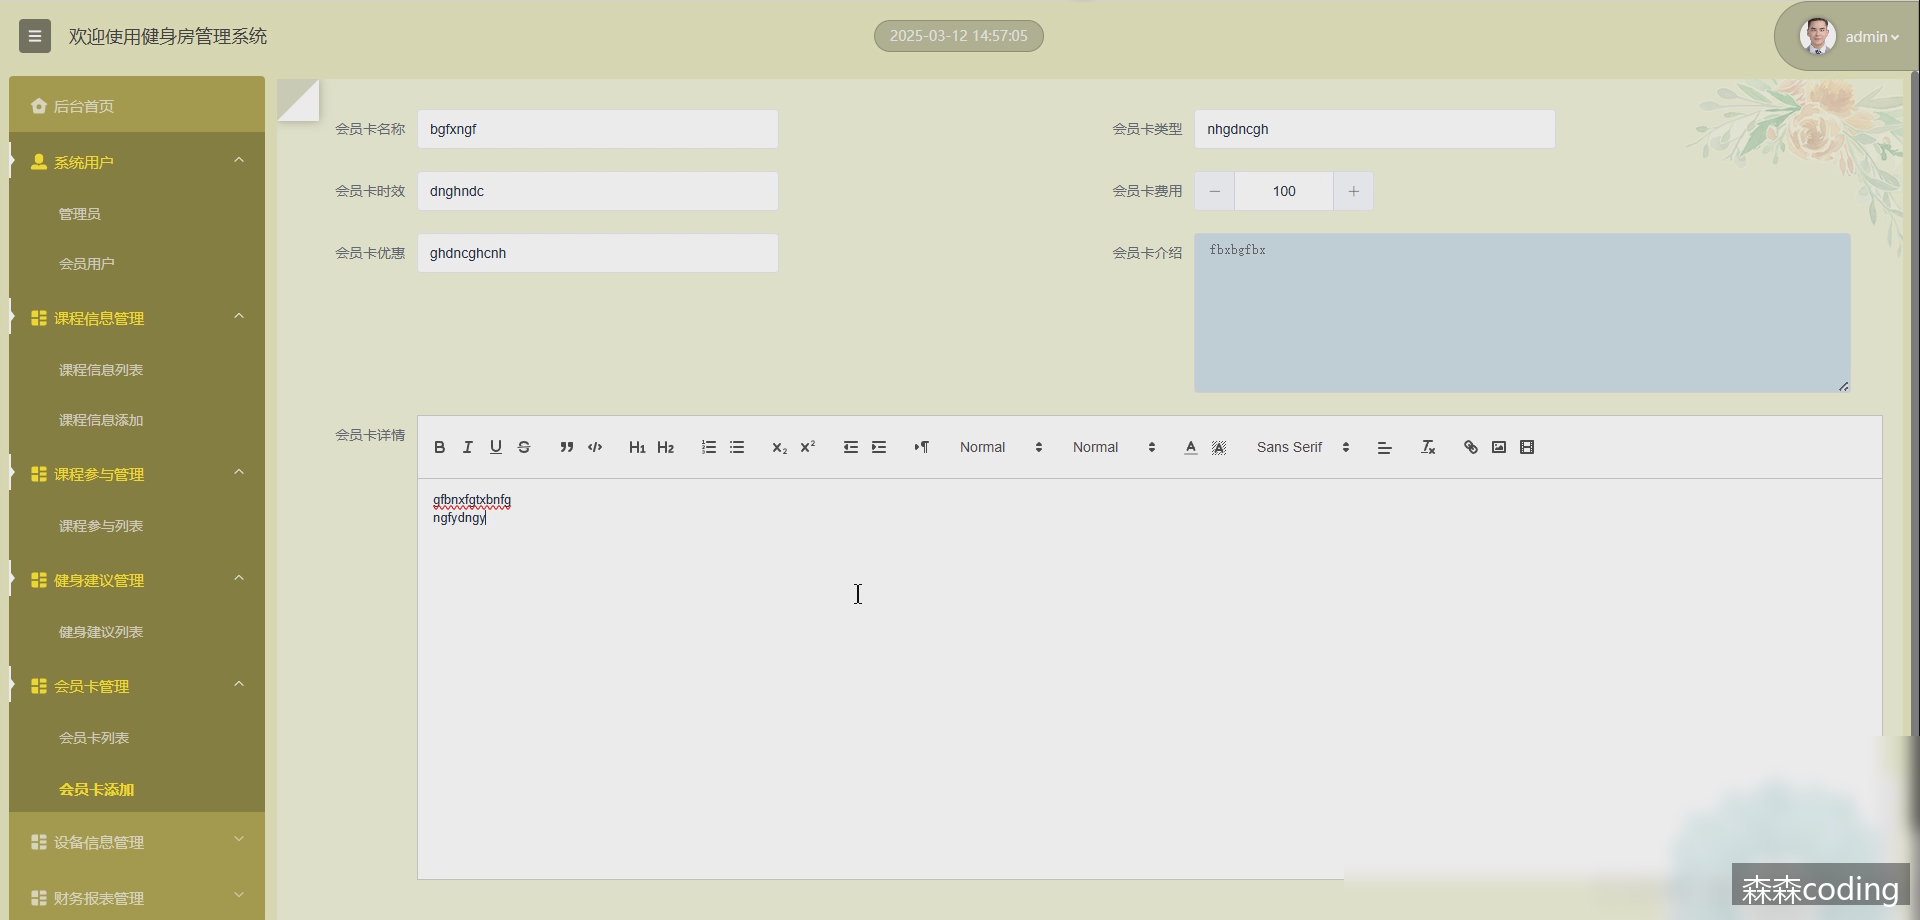 欢迎使用健身房管理系统
2025-03-12 14:57:05
admin
后台首页
系统用户
管理员
会员用户
课程信息管理
课程信息列表
课程信息添加
课程参与管理
课程参与列表
健身建议管理
健身建议列表
会员卡管理
会员卡列表
会员卡添加
设备信息管理
财务报表管理
会员卡名称 bgfxngf
会员卡类型 nhgdncgh
会员卡时效 dnghndc
会员卡费用 100
会员卡优惠 ghdncghcnh
会员卡介绍 fbxbgfbx
会员卡详情
Normal Normal Sans Serif
gfbnxfgtxbnfg
ngfydngy
森森coding